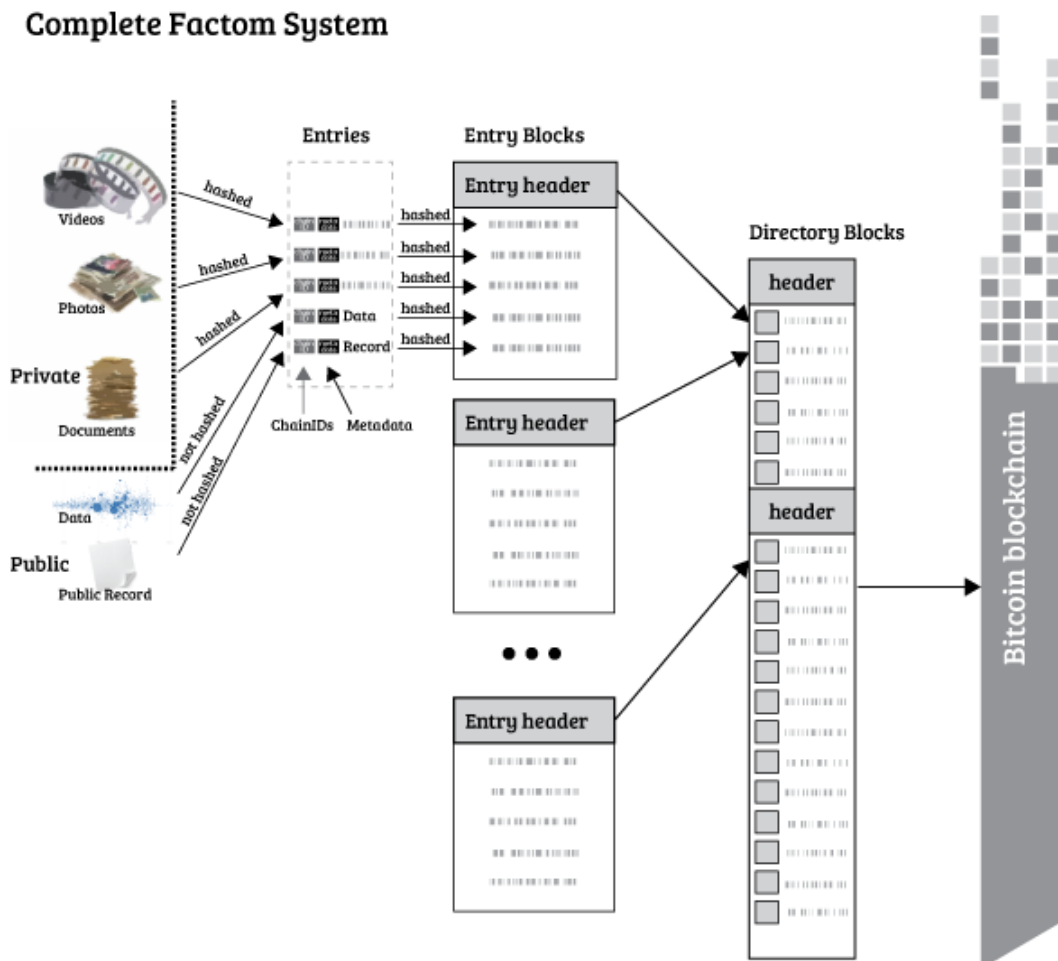 Complete Factom System
Entries
Entry Blocks
Directory Blocks
Videos
Photos
Private
Documents
Data
Public
Public Record
hashed
hashed
hashed
not hashed
not hashed
Data
Record
ChainIDs
Metadata
hashed
hashed
hashed
hashed
hashed
Entry header
Entry header
Entry header
header
header
Bitcoin blockchain